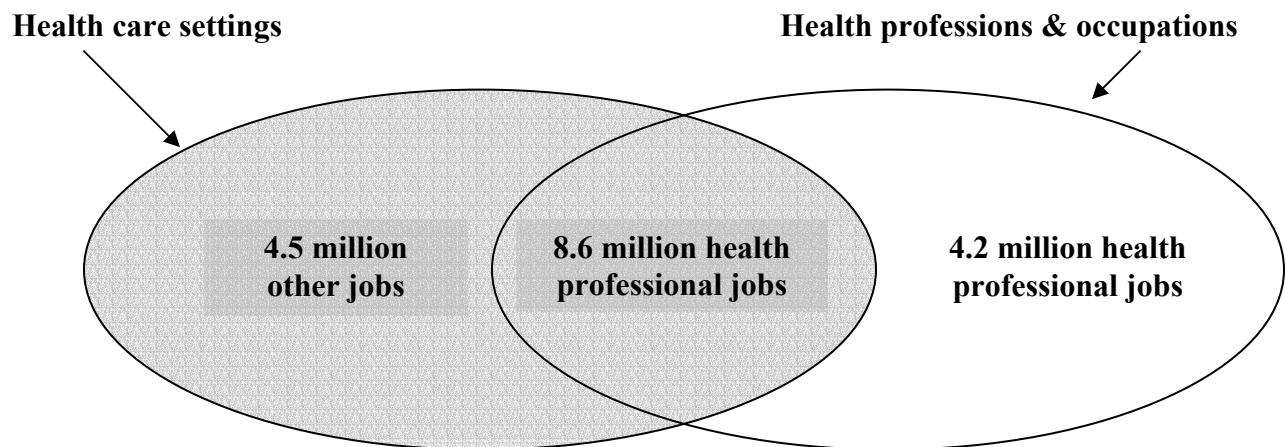 Health care settings
Health professions & occupations
4.5 million
other jobs
8.6 million health
professional jobs
4.2 million health
professional jobs